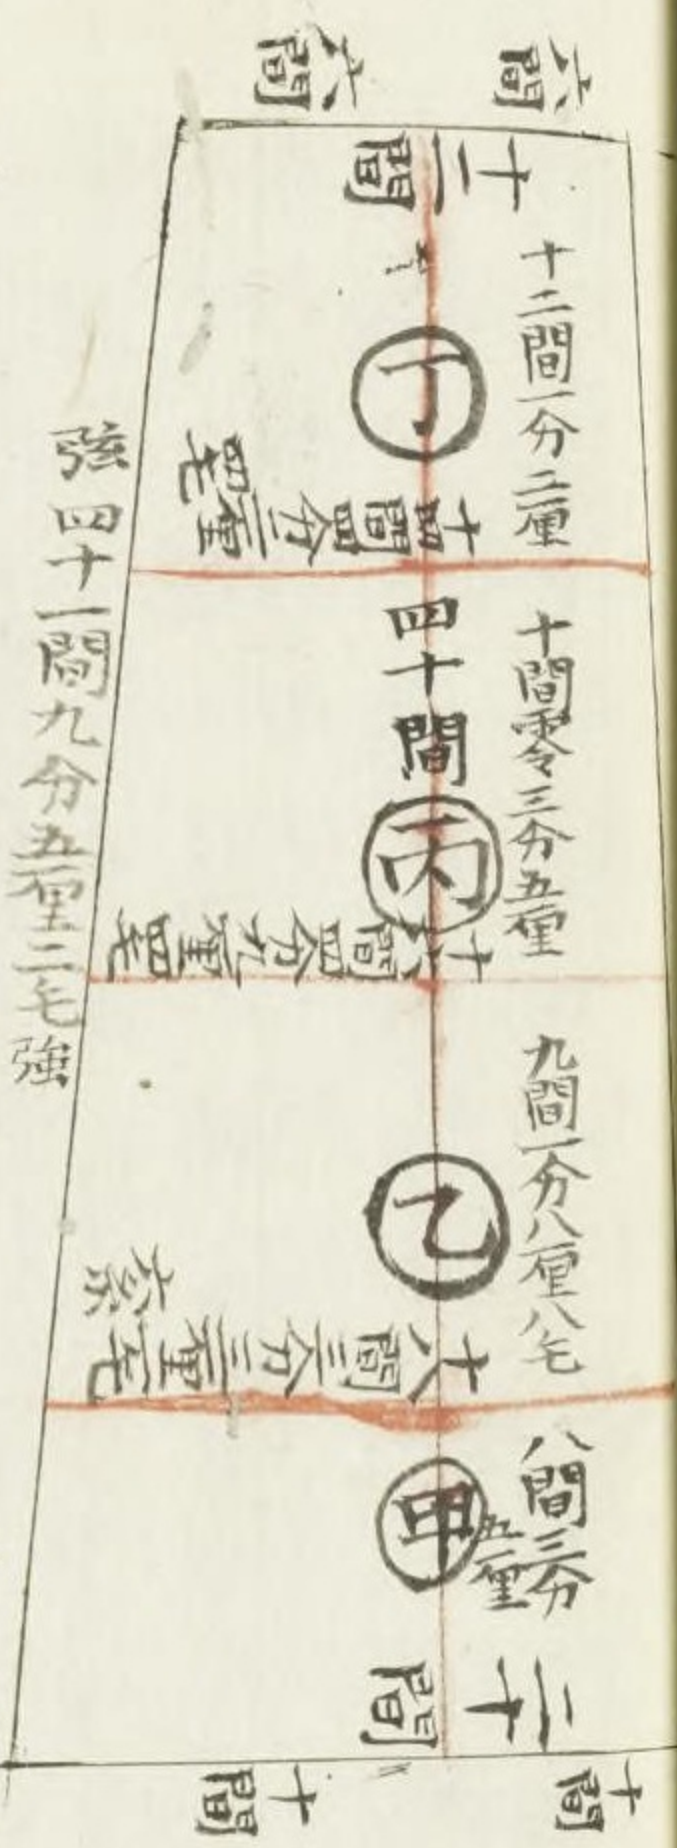 六間
六間
十二間
丁
十二間一分二厘
十四間四分二厘
四毛
四十間
丙
十間零三分五厘
十六間四分九厘四毛
乙
九間一分八厘八毛
十八間三分三厘一毛
六糸
甲
八間三分
五厘
二十間
十間
十間
弦四十一間九分五厘二毛強